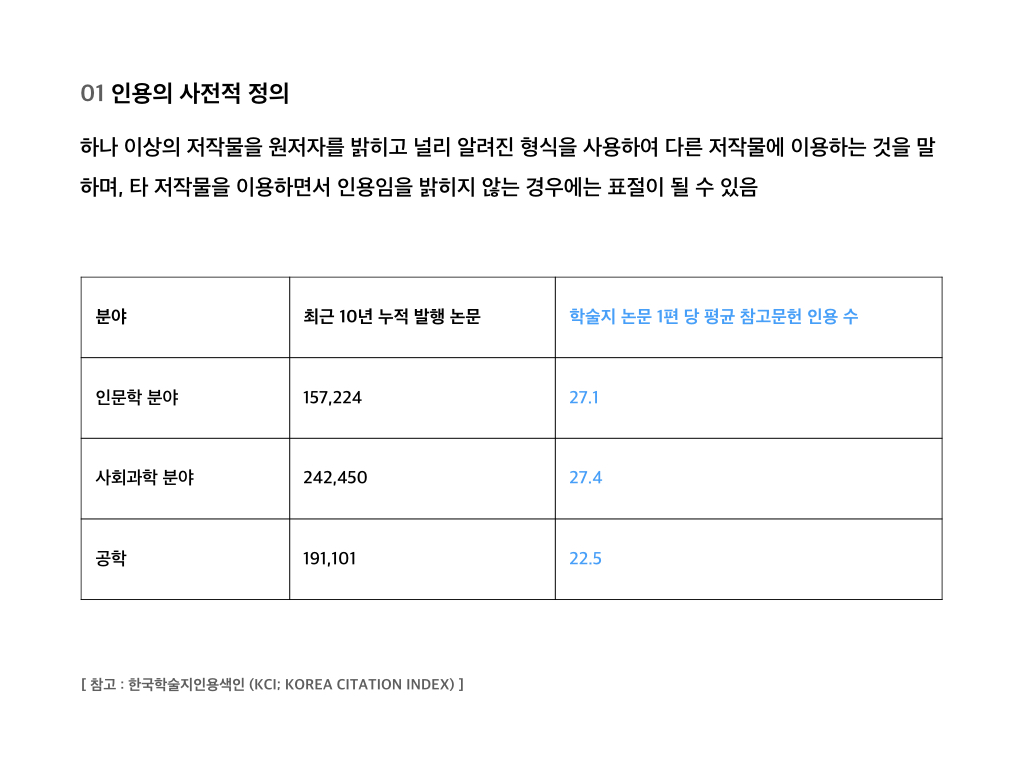 01 인용의 사전적 정의
하나 이상의 저작물을 원저자를 밝히고 널리 알려진 형식을 사용하여 다른 저작물에 이용하는 것을 말
하며, 타 저작물을 이용하면서 인용임을 밝히지 않는 경우에는 표절이 될 수 있음
분야 최근 10년 누적 발행 논문 학술지 논문 1편 당 평균 참고문헌 인용 수
인문학 분야 157,224 27.1
사회과학 분야 242,450 27.4
공학 191,101 22.5
[ 참고 : 한국학술지인용색인 (KCI; KOREA CITATION INDEX) ]